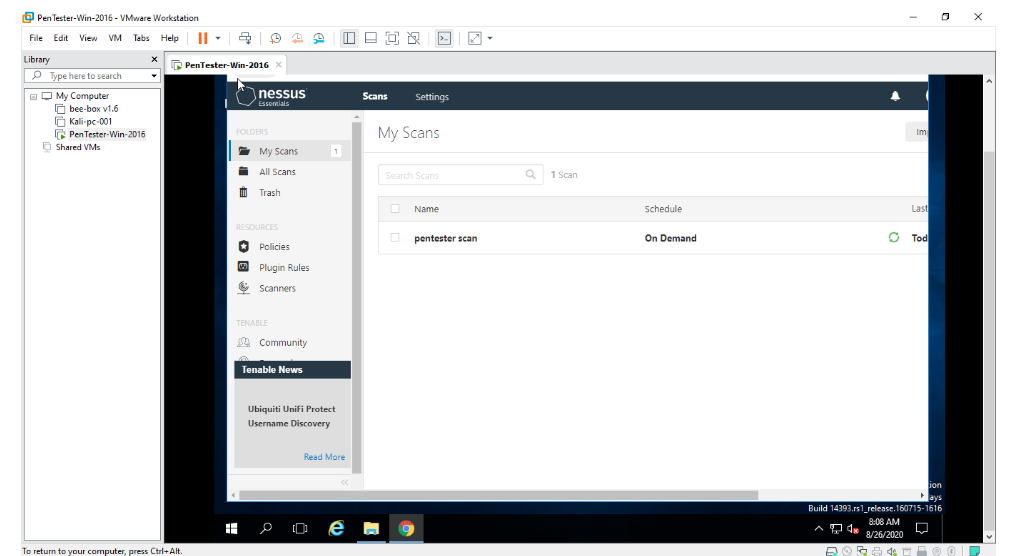 PenTester-Win-2016 - VMware Workstation
File Edit View VM Tabs Help
Library
PenTester-Win-2016
Type here to search
My Computer
bee-box v1.6
Kali-pc-001
PenTester-Win-2016
Shared VMs
nessus
Essentials
Scans Settings
FOLDERS
My Scans 1
All Scans
Trash
RESOURCES
Policies
Plugin Rules
Scanners
TENABLE
Community
Tenable News
Ubiquiti UniFi Protect
Username Discovery
Read More
My Scans
Search Scans
1 Scan
Name Schedule Last
pentester scan On Demand Tod
Build 14393.rs1_release.160715-1616
8:08 AM
8/26/2020
To return to your computer, press Ctrl+Alt.